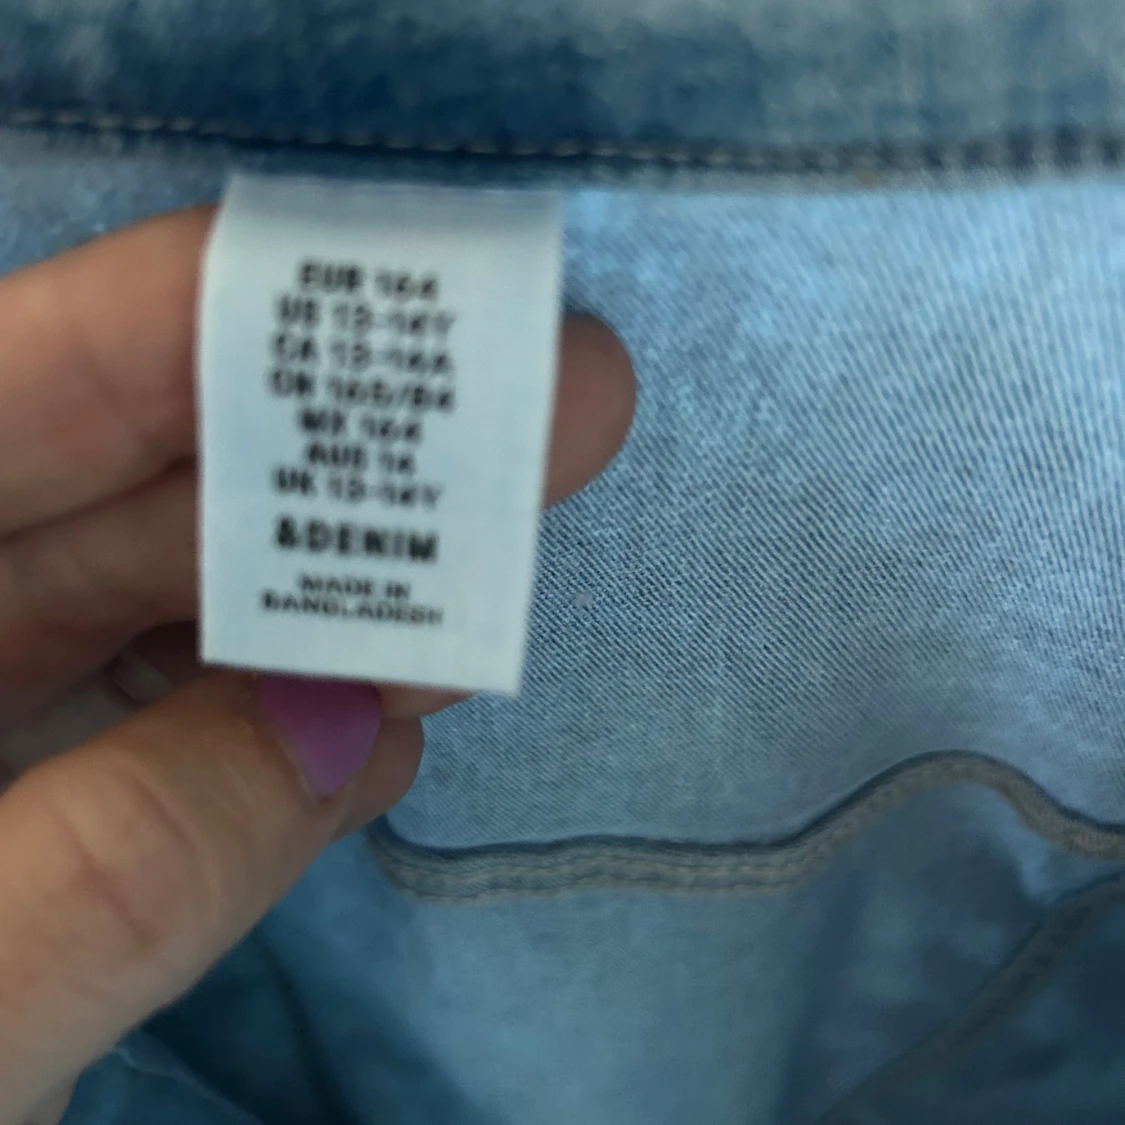 EUR 164
US 13-14Y
CA 13-14A
CN 165/84
MX 164
AUS 14
UK 13-14Y
&DENIM
MADE IN
BANGLADESH